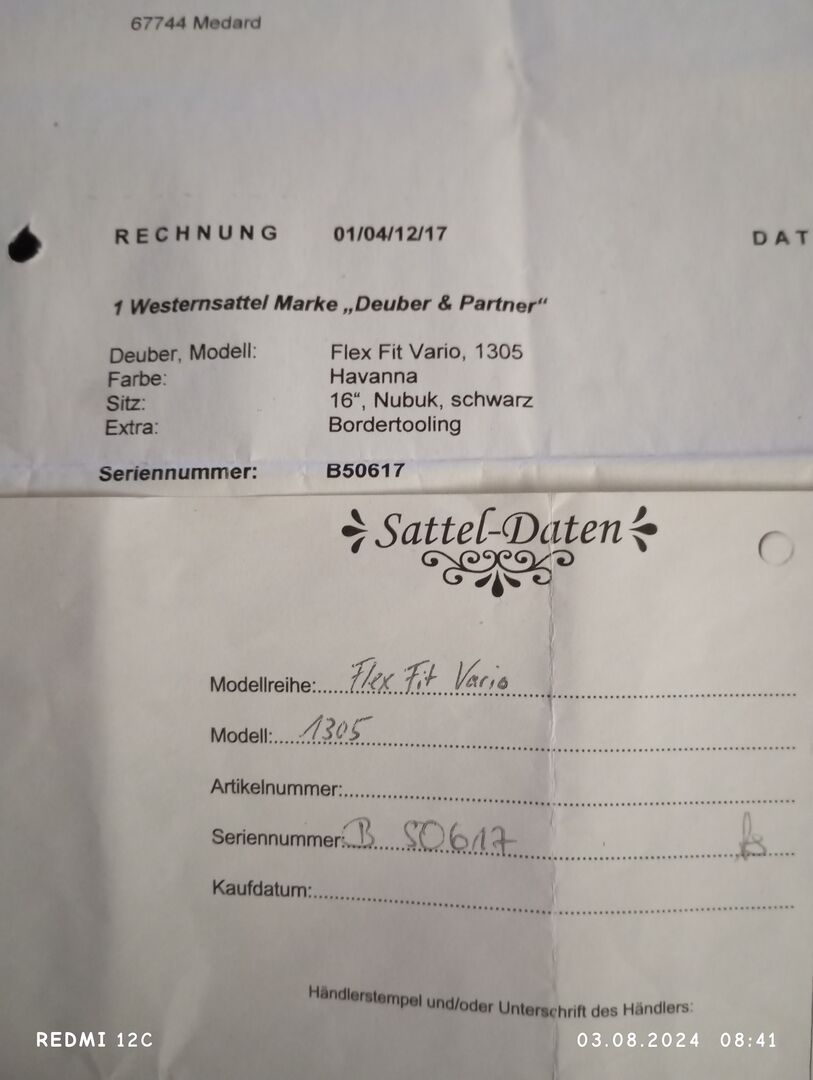 67744 Medard
RECHNUNG 01/04/12/17 DAT
1 Westernsattel Marke „Deuber & Partner“
Deuber, Modell: Flex Fit Vario, 1305
Farbe: Havanna
Sitz: 16“, Nubuk, schwarz
Extra: Bordertooling
Seriennummer: B50617
Sattel-Daten
Modellreihe: Flex Fit Vario
Modell: 1305
Artikelnummer:
Seriennummer: B 50617
Kaufdatum:
Händlerstempel und/oder Unterschrift des Händlers:
REDMI 12C 03.08.2024 08:41